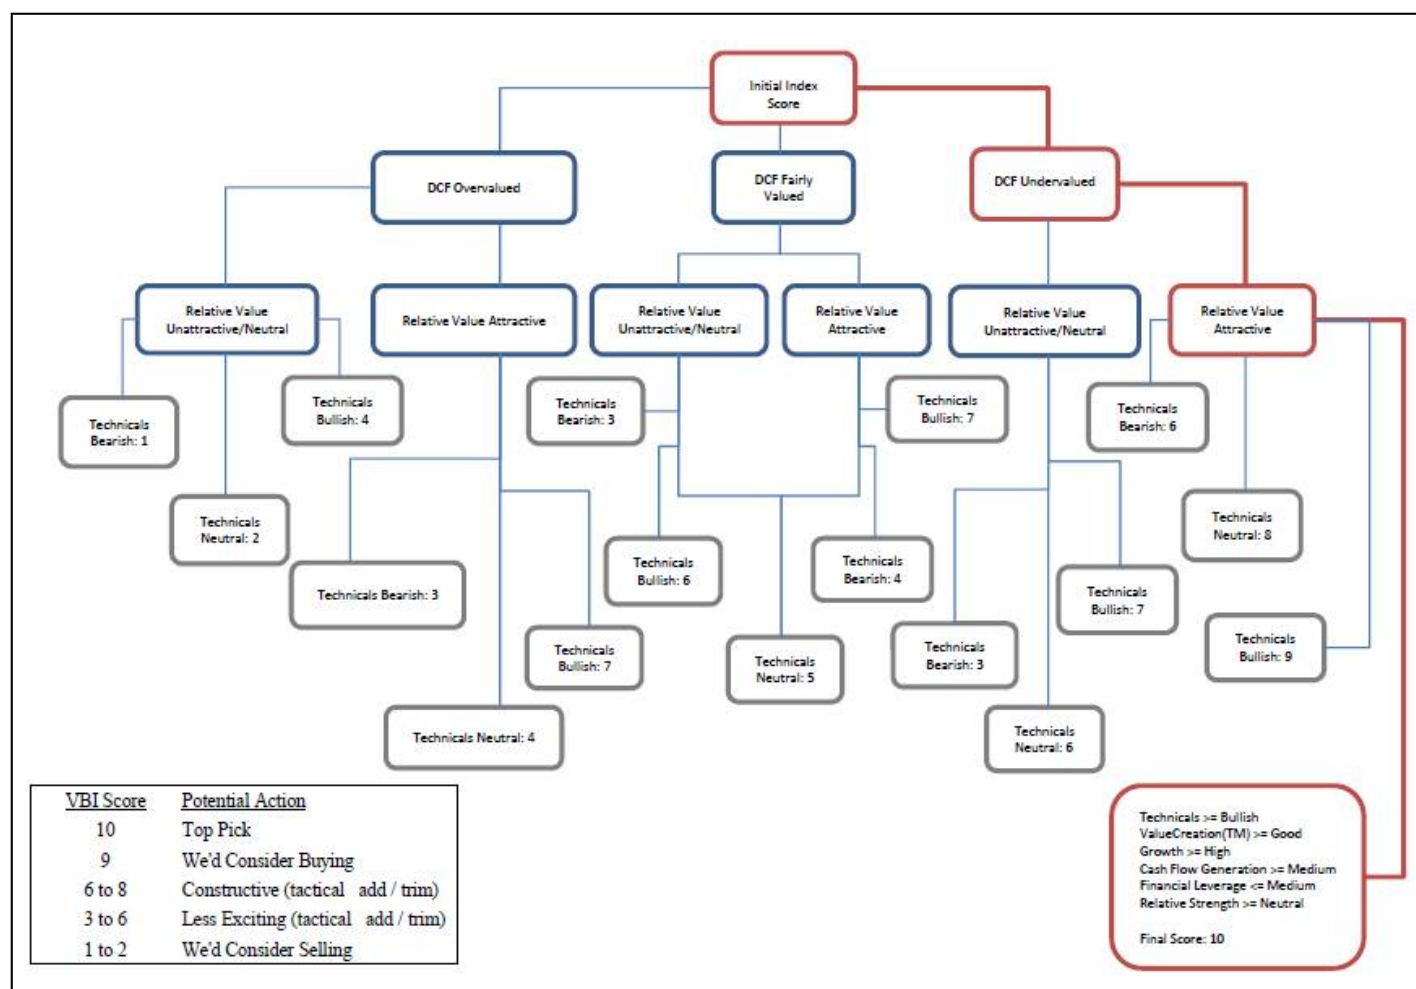 Initial Index
Score
DCF Overvalued
DCF Fairly
Valued
DCF Undervalued
Relative Value
Unattractive/Neutral
Relative Value Attractive
Relative Value
Unattractive/Neutral
Relative Value
Attractive
Relative Value
Unattractive/Neutral
Relative Value
Attractive
Technicals
Bearish: 1
Technicals
Bullish: 4
Technicals
Bearish: 3
Technicals
Bullish: 7
Technicals
Bearish: 6
Technicals
Neutral: 2
Technicals
Neutral: 8
Technicals Bearish: 3
Technicals
Bullish: 6
Technicals
Bearish: 4
Technicals
Bullish: 7
Technicals
Bullish: 7
Technicals
Neutral: 5
Technicals
Bearish: 3
Technicals
Bullish: 9
Technicals Neutral: 4
Technicals
Neutral: 6
VBI Score Potential Action
10 Top Pick
9 We'd Consider Buying
6 to 8 Constructive (tactical add / trim)
3 to 6 Less Exciting (tactical add / trim)
1 to 2 We'd Consider Selling
Technicals >= Bullish
ValueCreation(TM) >= Good
Growth >= High
Cash Flow Generation >= Medium
Financial Leverage <= Medium
Relative Strength >= Neutral
Final Score: 10